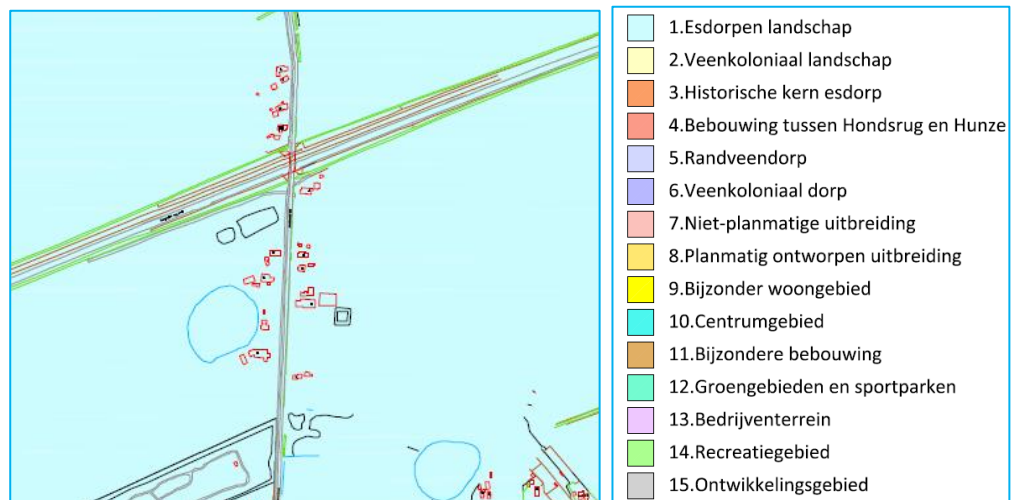 1.Esdorpen landschap
2.Veenkoloniaal landschap
3.Historische kern esdorp
4.Bebouwing tussen Hondsrug en Hunze
5.Randveendorp
6.Veenkoloniaal dorp
7.Niet-planmatige uitbreiding
8.Planmatig ontworpen uitbreiding
9.Bijzonder woongebied
10.Centrumgebied
11.Bijzondere bebouwing
12.Groengebieden en sportparken
13.Bedrijventerrein
14.Recreatiegebied
15.Ontwikkelingsgebied